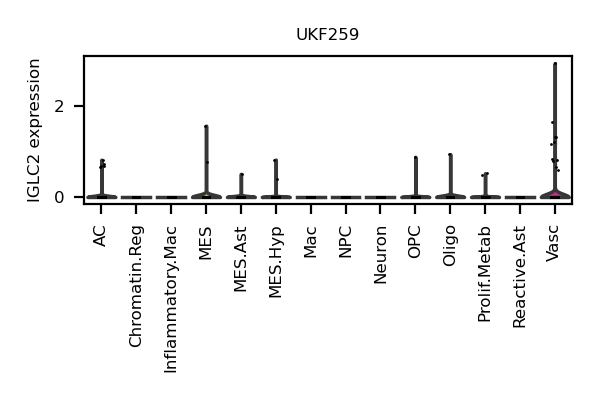 UKF259
IGLC2 expression
2
0
AC
Chromatin.Reg
Inflammatory.Mac
MES
MES.Ast
MES.Hyp
Mac
NPC
Neuron
OPC
Oligo
Prolif.Metab
Reactive.Ast
Vasc